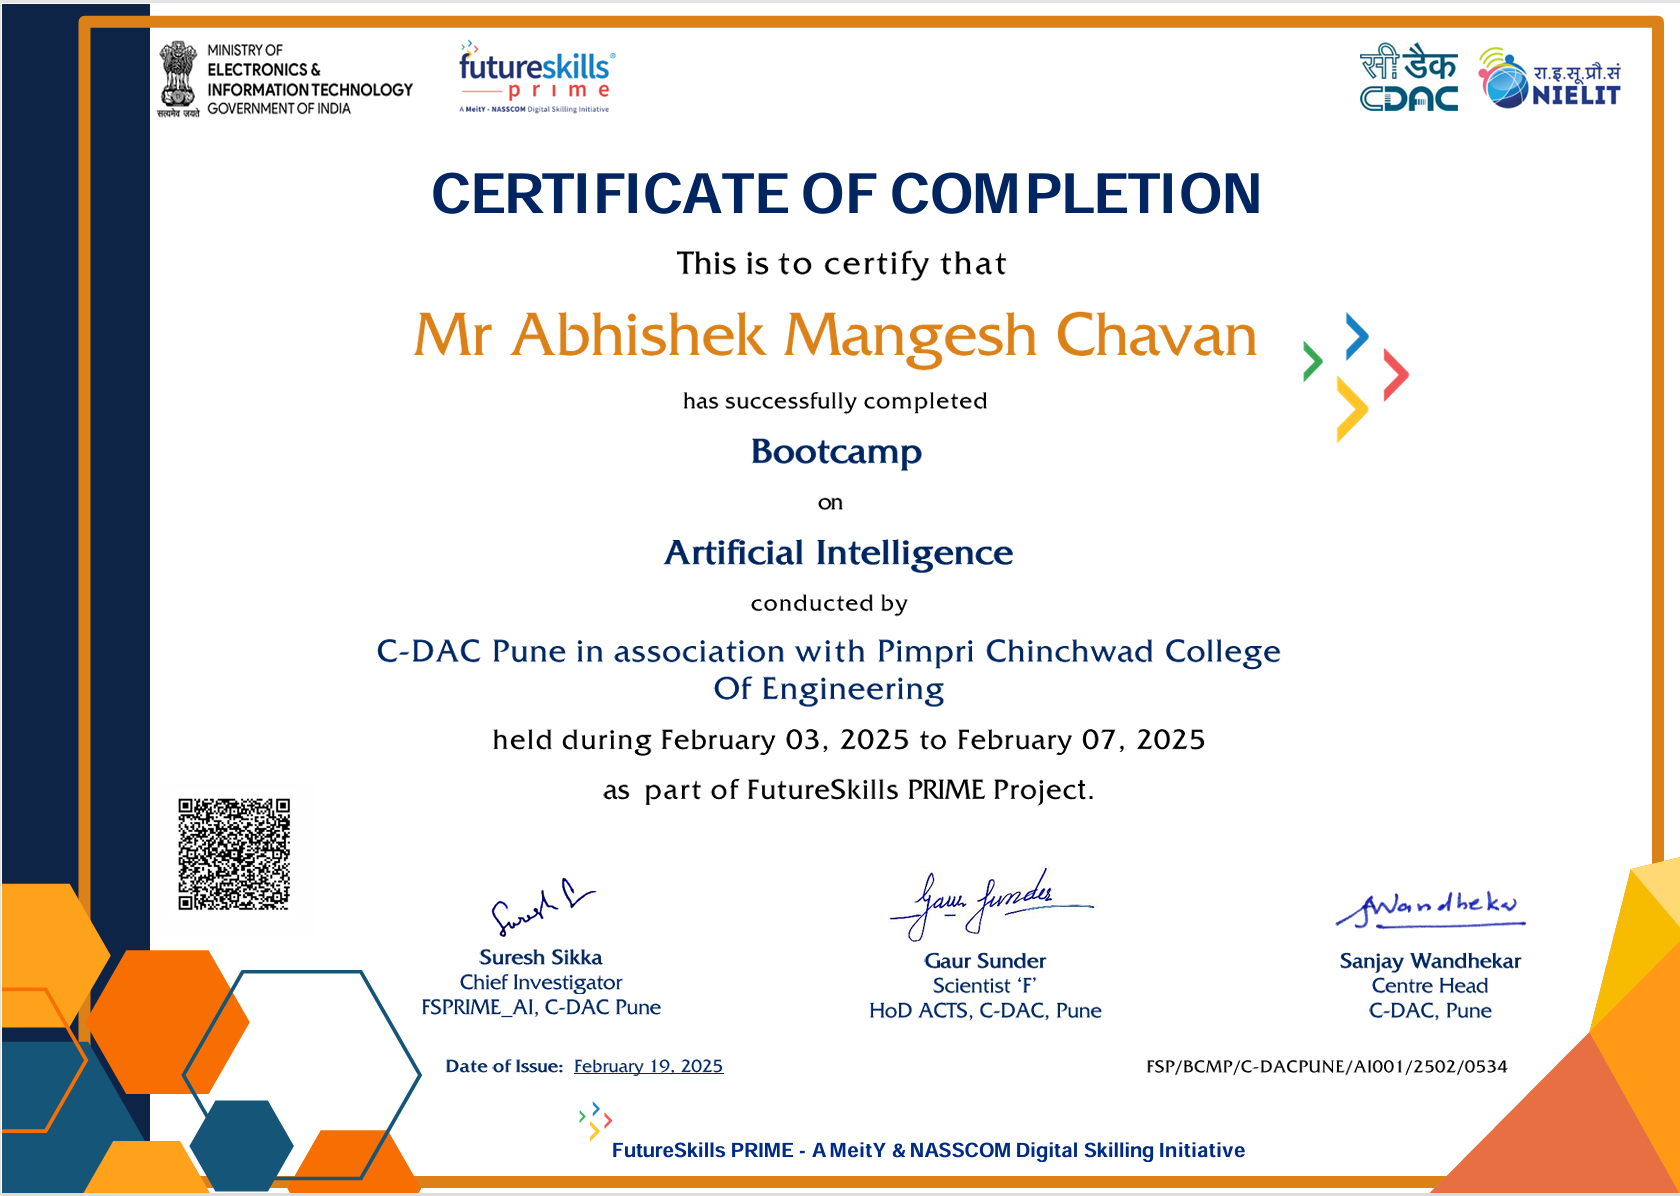 MINISTRY OF
ELECTRONICS &
INFORMATION TECHNOLOGY
GOVERNMENT OF INDIA
सत्यमेव जयते
futureskills®
prime
A MeitY - NASSCOM Digital Skilling Initiative
सी डैक
CDAC
रा.इ.सू.प्रौ.सं
NIELIT
CERTIFICATE OF COMPLETION
This is to certify that
Mr Abhishek Mangesh Chavan
has successfully completed
Bootcamp
on
Artificial Intelligence
conducted by
C-DAC Pune in association with Pimpri Chinchwad College
Of Engineering
held during February 03, 2025 to February 07, 2025
as part of FutureSkills PRIME Project.
Suresh S
Gaur Sunder
SWandhekar
Suresh Sikka
Chief Investigator
FSPRIME_AI, C-DAC Pune
Gaur Sunder
Scientist ‘F’
HoD ACTS, C-DAC, Pune
Sanjay Wandhekar
Centre Head
C-DAC, Pune
Date of Issue: February 19, 2025
FSP/BCMP/C-DACPUNE/AI001/2502/0534
FutureSkills PRIME - A MeitY & NASSCOM Digital Skilling Initiative